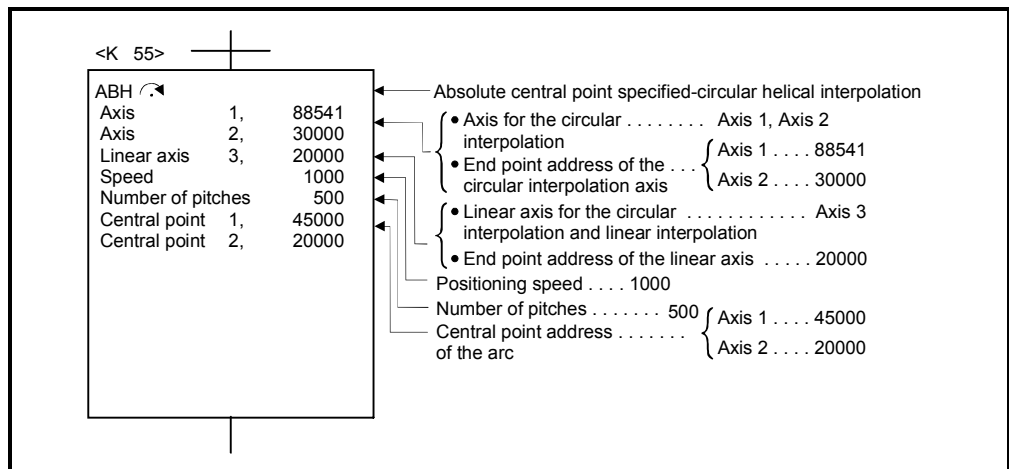 <K 55>
ABH
Axis 1, 88541
Axis 2, 30000
Linear axis 3, 20000
Speed 1000
Number of pitches 500
Central point 1, 45000
Central point 2, 20000
Absolute central point specified-circular helical interpolation
• Axis for the circular . . . . . . . . Axis 1, Axis 2
interpolation
• End point address of the . . .
circular interpolation axis
Axis 1 . . . . 88541
Axis 2 . . . . 30000
• Linear axis for the circular . . . . . . . . . . . . Axis 3
interpolation and linear interpolation
• End point address of the linear axis . . . . . 20000
Positioning speed . . . . 1000
Number of pitches . . . . . . . 500
Central point address . . . . . . .
of the arc
Axis 1 . . . . 45000
Axis 2 . . . . 20000